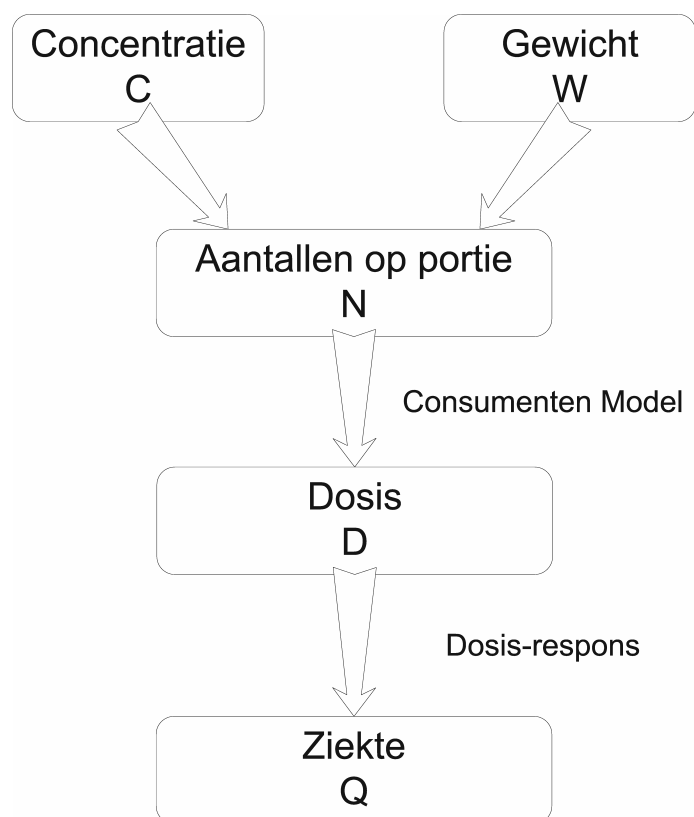 Concentratie
C
Gewicht
W
Aantallen op portie
N
Consumenten Model
Dosis
D
Dosis-respons
Ziekte
Q